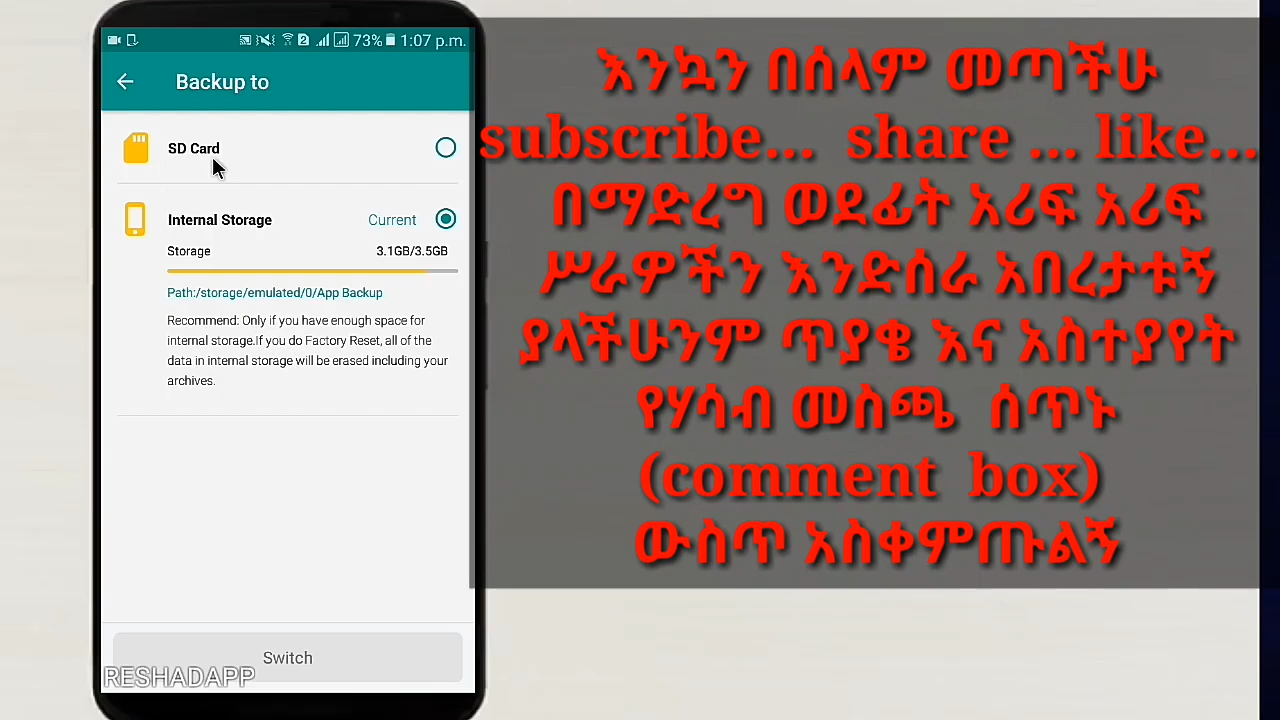 73% 1:07 p.m.
Backup to
SD Card
Internal Storage Current
Storage 3.1GB/3.5GB
Path:/storage/emulated/0/App Backup
Recommend: Only if you have enough space for
internal storage.If you do Factory Reset, all of the
data in internal storage will be erased including your
archives.
Switch
RESHADAPP
እንኳን በሰላም መጣችሁ
subscribe... share ... like...
በማድረግ ወደፊት አሪፍ አሪፍ
ሥራዎችን እንድሰራ አበረታቱኝ
ያላችሁንም ጥያቄ እና አስተያየት
የሃሳብ መስጫ ሰጥኑ
(comment box)
ውስጥ አስቀምጡልኝ